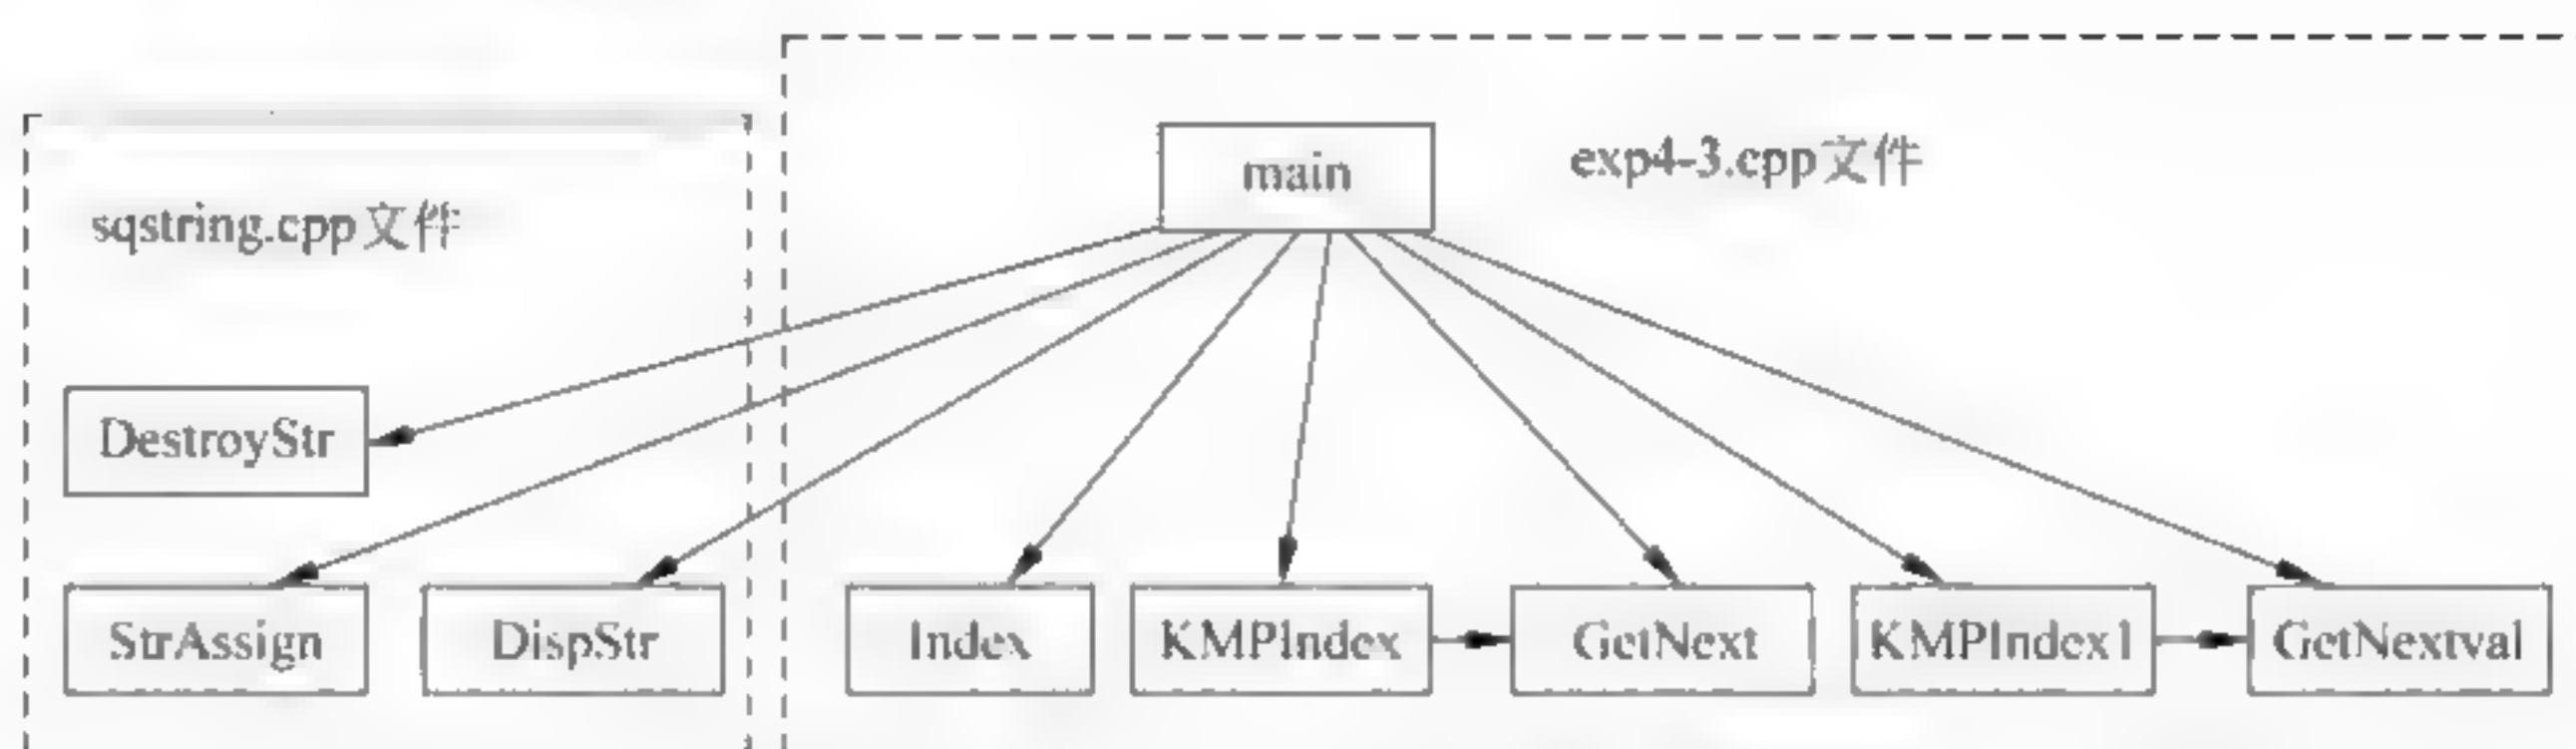 main
exp4-3.cpp文件
sqstring.cpp文件
DestroyStr
StrAssign
DispStr
Index
KMPIndex
GetNext
KMPIndex1
GetNextval